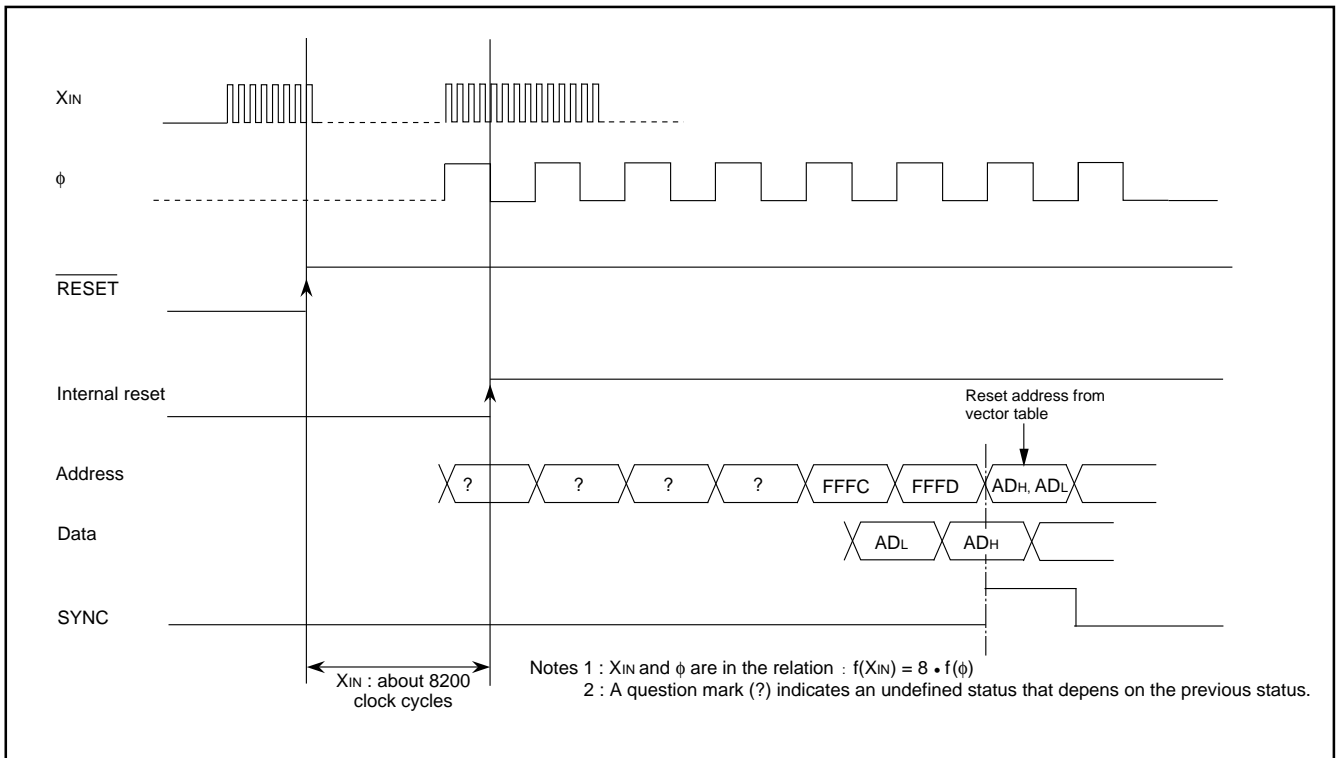 XIN
ϕ
RESET
Internal reset
Reset address from
vector table
Address
? ? ? ? FFFC FFFD ADH, ADL
Data
ADL ADH
SYNC
XIN : about 8200
clock cycles
Notes 1 : XIN and ϕ are in the relation : f(XIN) = 8 • f(ϕ)
2 : A question mark (?) indicates an undefined status that depens on the previous status.